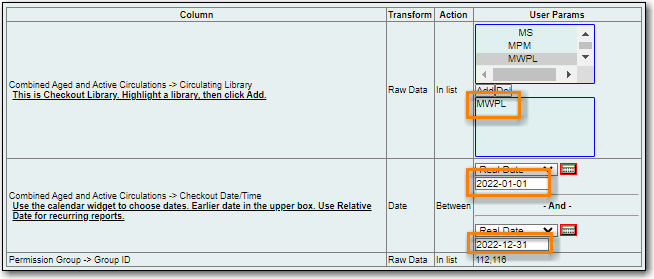 Column Transform Action User Params
MS
MPM
MWPL
Combined Aged and Active Circulations -> Circulating Library
This is Checkout Library. Highlight a library, then click Add.
Raw Data In list
Add Del
MWPL
Real Date
2022-01-01
Combined Aged and Active Circulations -> Checkout Date/Time
Use the calendar widget to choose dates. Earlier date in the upper box. Use Relative
Date for recurring reports.
Date Between
- And -
Real Date
2022-12-31
Permission Group -> Group ID Raw Data In list 112,116